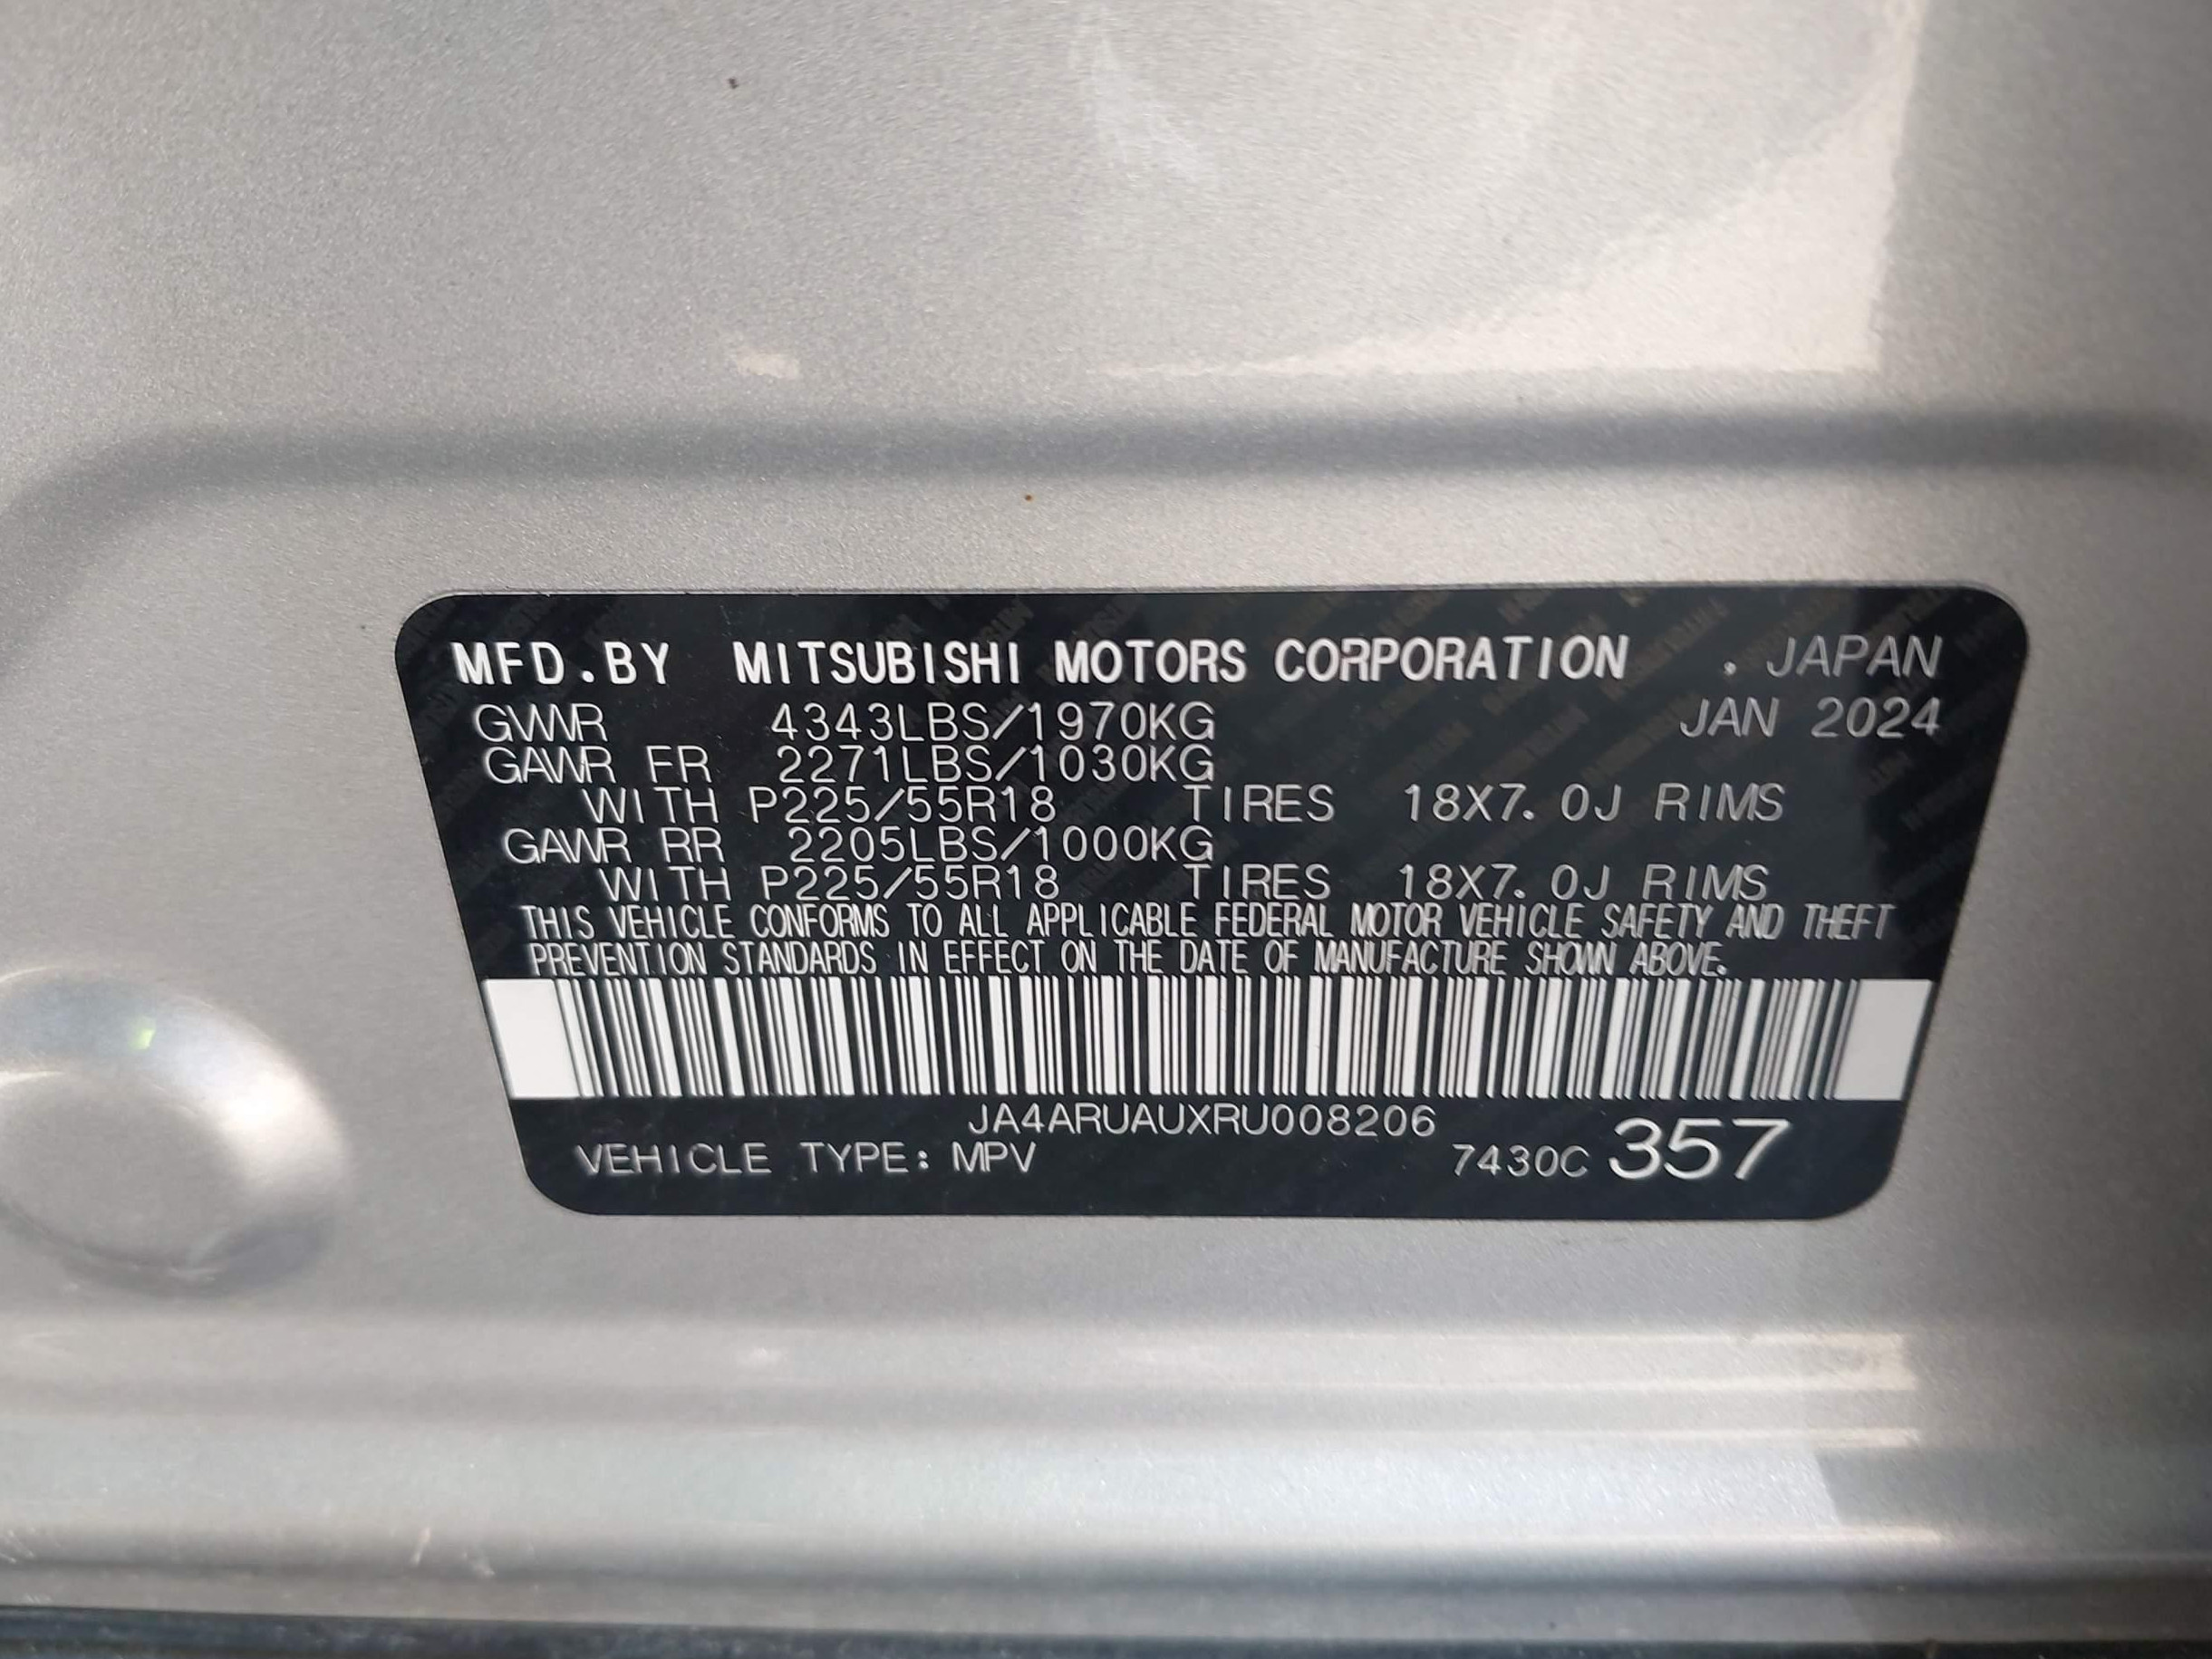 MFD.BY MITSUBISHI MOTORS CORPORATION . JAPAN
GVWR 4343LBS/1970KG JAN 2024
GAWR FR 2271LBS/1030KG
WITH P225/55R18 TIRES 18X7.0J RIMS
GAWR RR 2205LBS/1000KG
WITH P225/55R18 TIRES 18X7.0J RIMS
THIS VEHICLE CONFORMS TO ALL APPLICABLE FEDERAL MOTOR VEHICLE SAFETY AND THEFT
PREVENTION STANDARDS IN EFFECT ON THE DATE OF MANUFACTURE SHOWN ABOVE.
JA4ARUAUXRU008206
VEHICLE TYPE: MPV 7430C 357